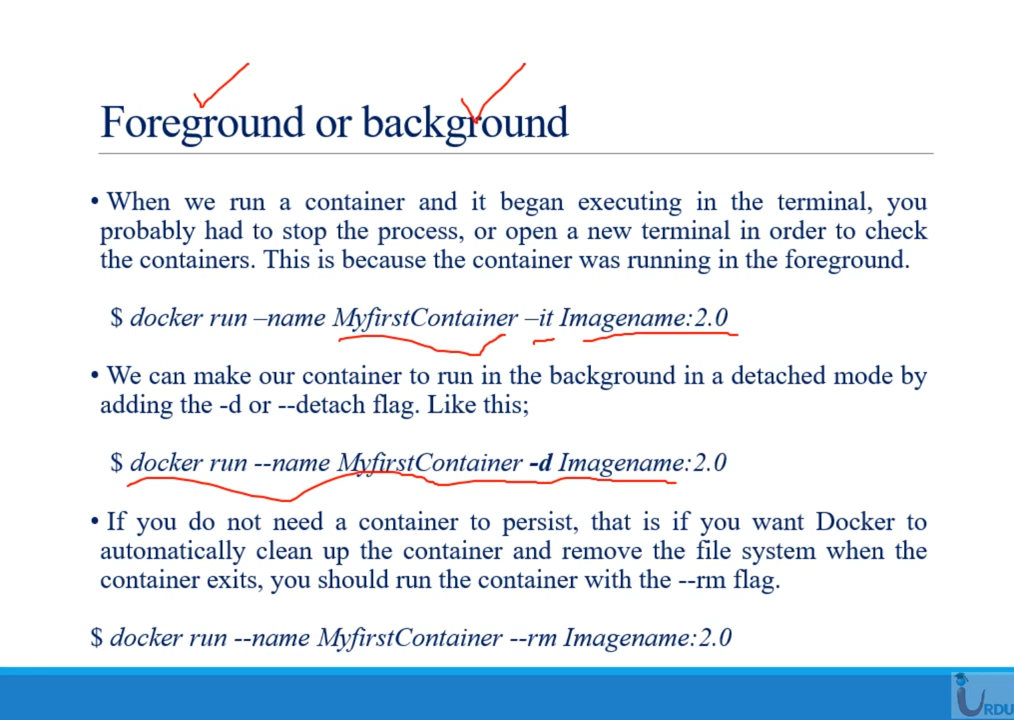 Foreground or background
• When we run a container and it began executing in the terminal, you
probably had to stop the process, or open a new terminal in order to check
the containers. This is because the container was running in the foreground.
$ docker run –name MyfirstContainer –it Imagename:2.0
• We can make our container to run in the background in a detached mode by
adding the -d or --detach flag. Like this;
$ docker run --name MyfirstContainer -d Imagename:2.0
• If you do not need a container to persist, that is if you want Docker to
automatically clean up the container and remove the file system when the
container exits, you should run the container with the --rm flag.
$ docker run --name MyfirstContainer --rm Imagename:2.0
iURDU